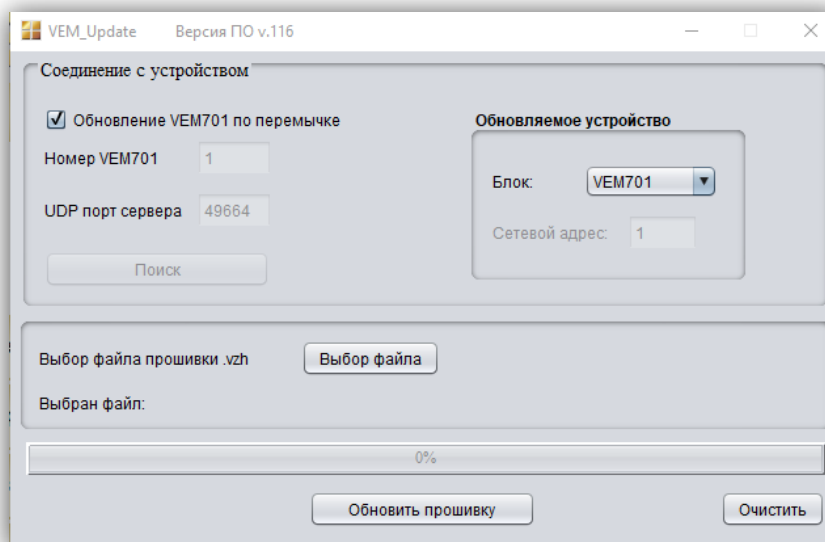 VEM_Update Версия ПО v.116
Соединение с устройством
Обновление VEM701 по перемычке
Номер VEM701 1
UDP порт сервера 49664
Поиск
Обновляемое устройство
Блок: VEM701
Сетевой адрес: 1
Выбор файла прошивки .vzh Выбор файла
Выбран файл:
0%
Обновить прошивку Очистить